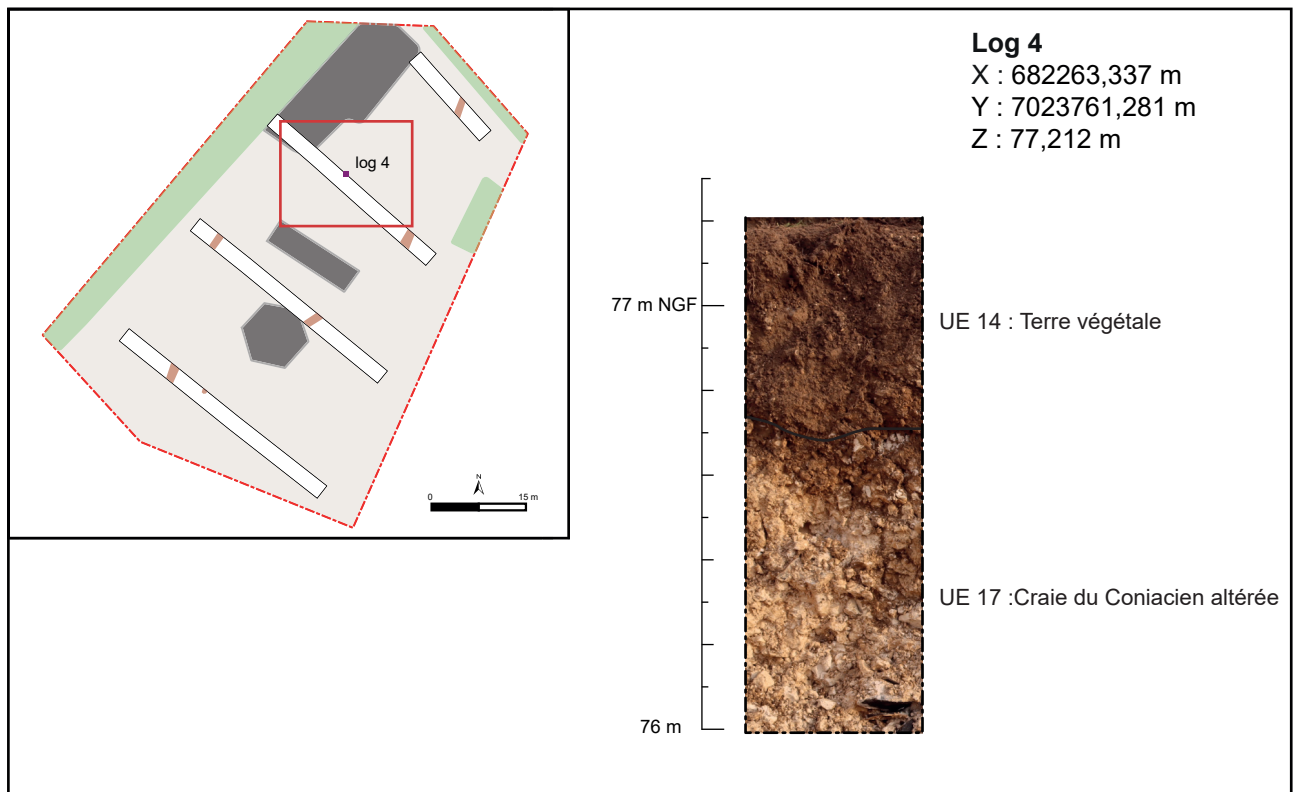 log 4
N
0 15 m
Log 4
X : 682263,337 m
Y : 7023761,281 m
Z : 77,212 m
77 m NGF
UE 14 : Terre végétale
UE 17 :Craie du Coniacien altérée
76 m